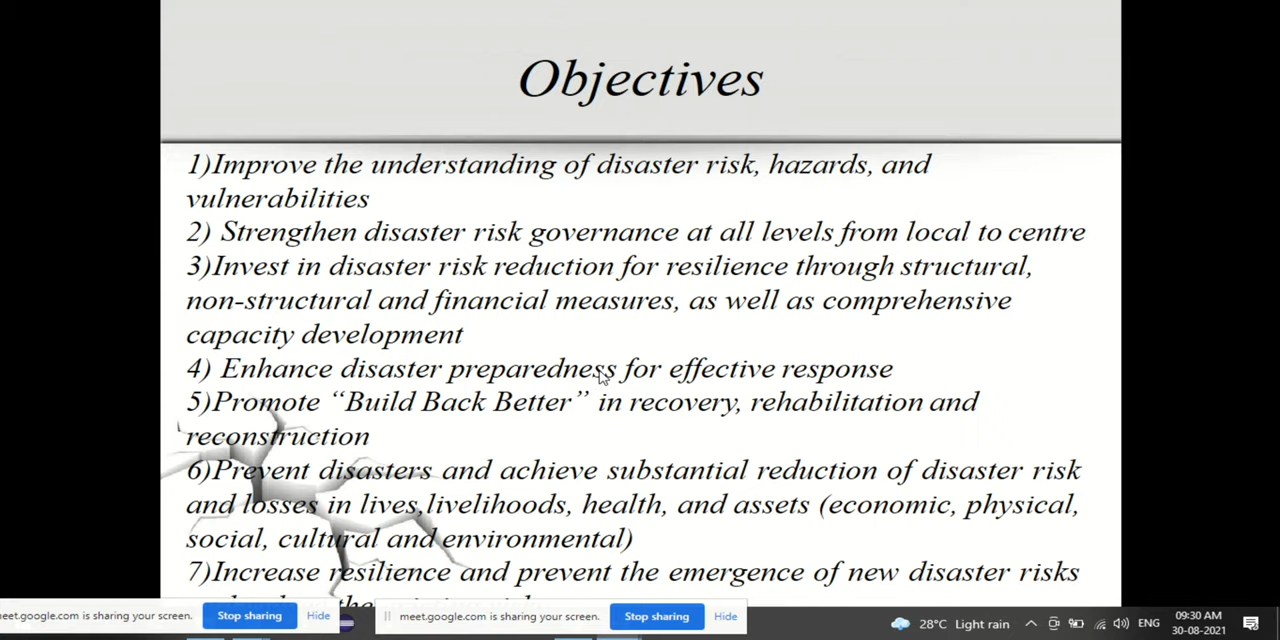 Objectives
1)Improve the understanding of disaster risk, hazards, and
vulnerabilities
2) Strengthen disaster risk governance at all levels from local to centre
3)Invest in disaster risk reduction for resilience through structural,
non-structural and financial measures, as well as comprehensive
capacity development
4) Enhance disaster preparedness for effective response
5)Promote “Build Back Better” in recovery, rehabilitation and
reconstruction
6)Prevent disasters and achieve substantial reduction of disaster risk
and losses in lives,livelihoods, health, and assets (economic, physical,
social, cultural and environmental)
7)Increase resilience and prevent the emergence of new disaster risks
meet.google.com is sharing your screen. Stop sharing Hide
meet.google.com is sharing your screen. Stop sharing Hide
28°C Light rain ENG 09:30 AM
30-08-2021